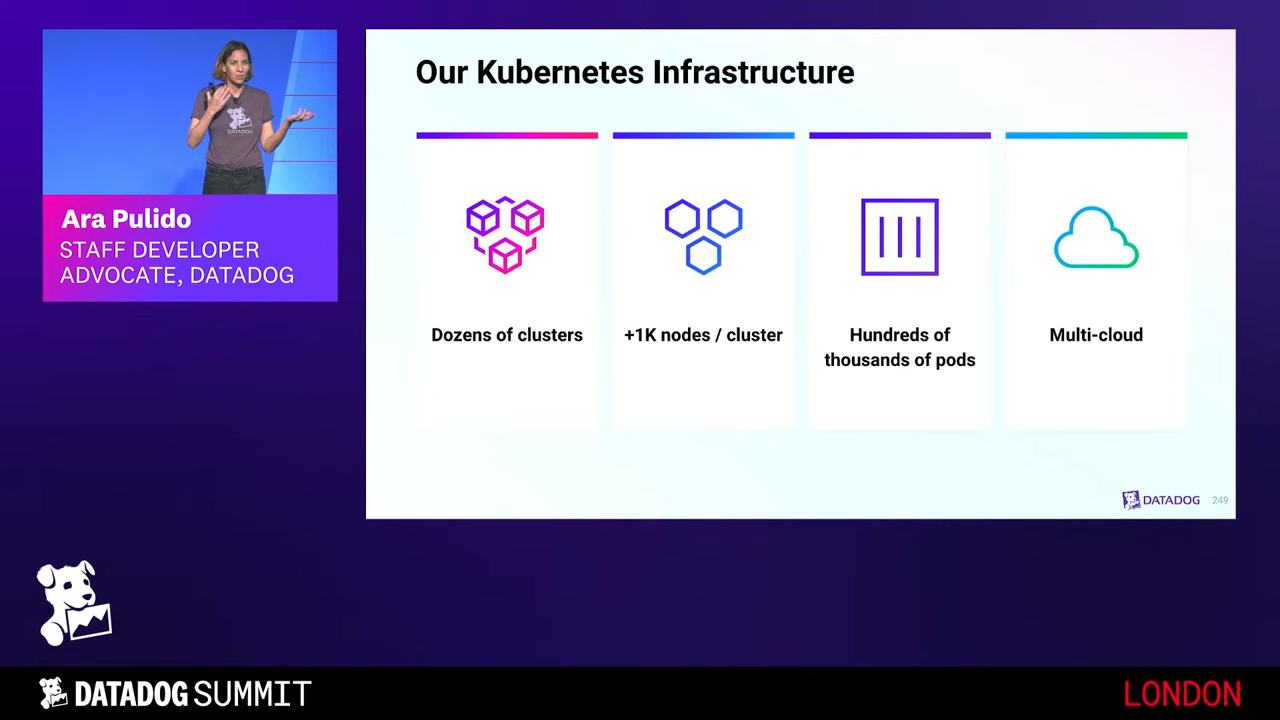 Our Kubernetes Infrastructure
DATADOG
Ara Pulido
STAFF DEVELOPER
ADVOCATE, DATADOG
Dozens of clusters
+1K nodes / cluster
Hundreds of
thousands of pods
Multi-cloud
DATADOG
249
DATADOG SUMMIT
LONDON